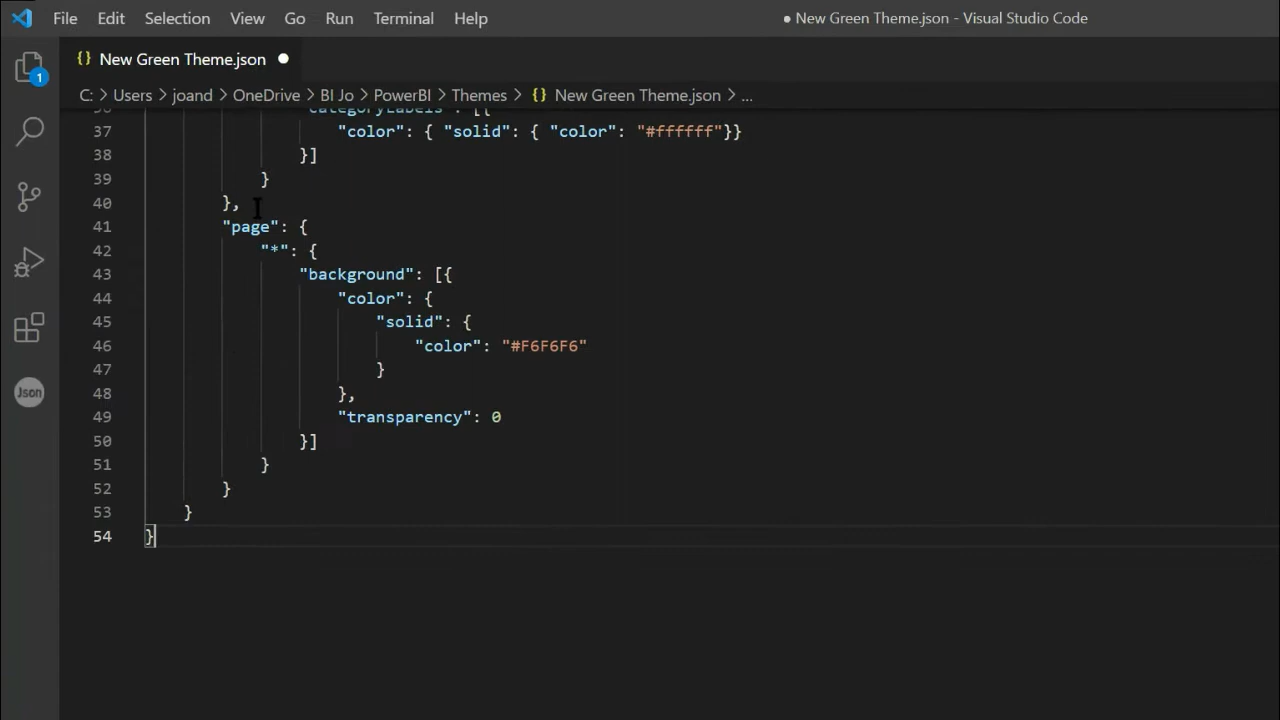 File Edit Selection View Go Run Terminal Help ● New Green Theme.json - Visual Studio Code
1 {} New Green Theme.json ●
C: > Users > joand > OneDrive > BI Jo > PowerBI > Themes > {} New Green Theme.json > ...
36 "categoryLabels": [{
37 "color": { "solid": { "color": "#ffffff"}}
38 }]
39 }
40 },
41 "page": {
42 "*": {
43 "background": [{
44 "color": {
45 "solid": {
46 "color": "#F6F6F6"
47 }
48 },
49 "transparency": 0
50 }]
51 }
52 }
53 }
54 }
Json